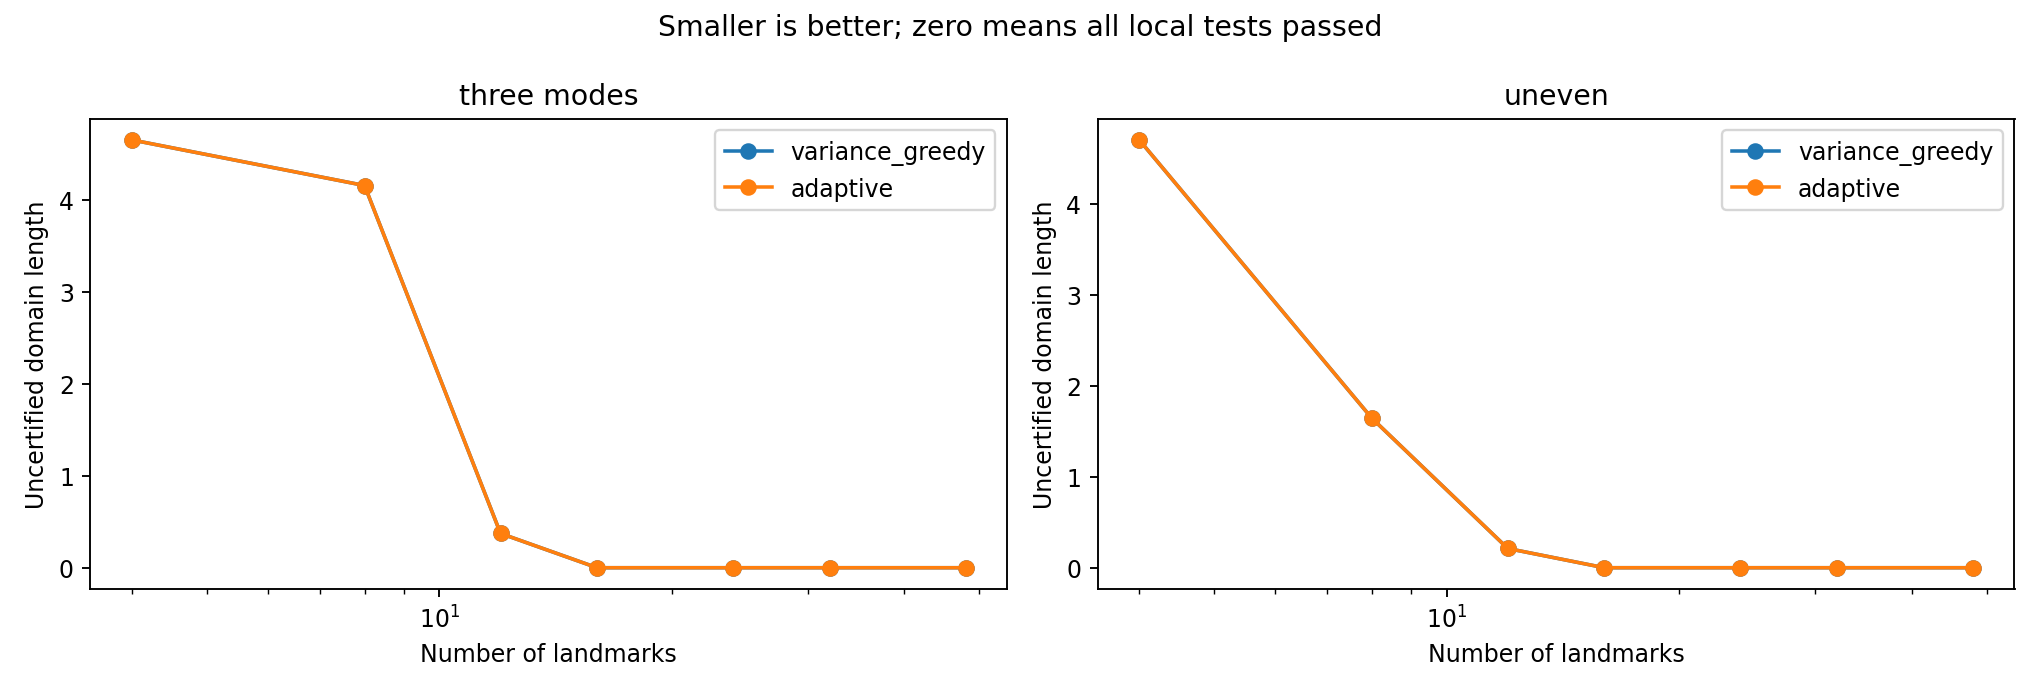 Smaller is better; zero means all local tests passed
three modes
variance_greedy
adaptive
Uncertified domain length
4
3
2
1
0
10¹
Number of landmarks
uneven
variance_greedy
adaptive
Uncertified domain length
4
3
2
1
0
10¹
Number of landmarks